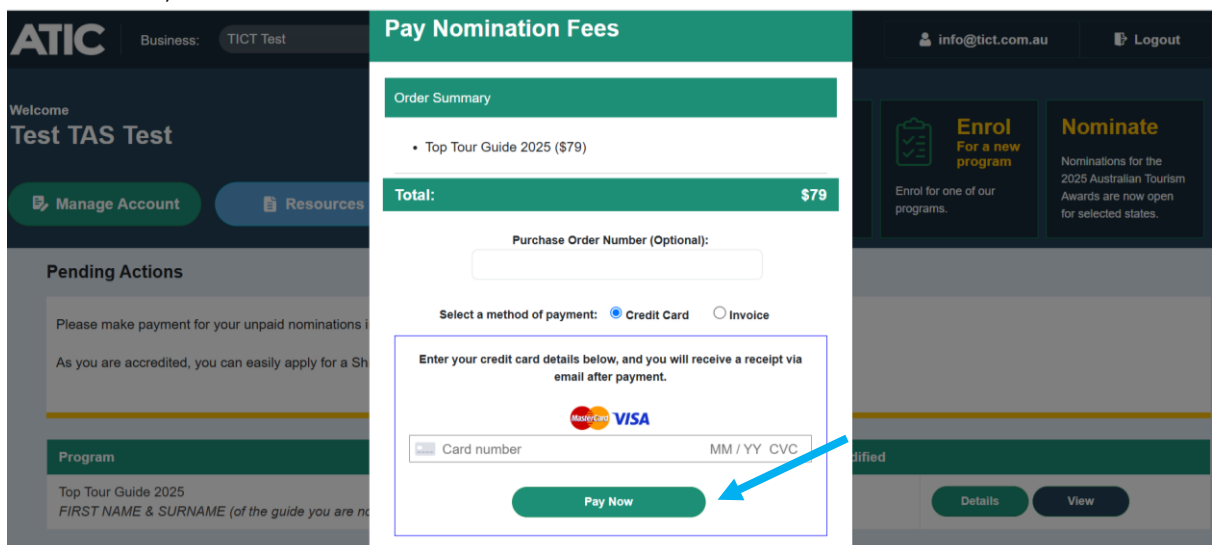 ATIC
Business:
TICT Test
info@tict.com.au
Logout
Welcome
Test TAS Test
Manage Account
Resources
Enrol
For a new
program
Enrol for one of our
programs.
Nominate
Nominations for the
2025 Australian Tourism
Awards are now open
for selected states.
Pay Nomination Fees
Order Summary
• Top Tour Guide 2025 ($79)
Total: $79
Purchase Order Number (Optional):
Select a method of payment: Credit Card Invoice
Enter your credit card details below, and you will receive a receipt via
email after payment.
MasterCard VISA
Card number MM / YY CVC
Pay Now
Pending Actions
Please make payment for your unpaid nominations
As you are accredited, you can easily apply for a
Program
Top Tour Guide 2025
FIRST NAME & SURNAME (of the guide you are
Details
View